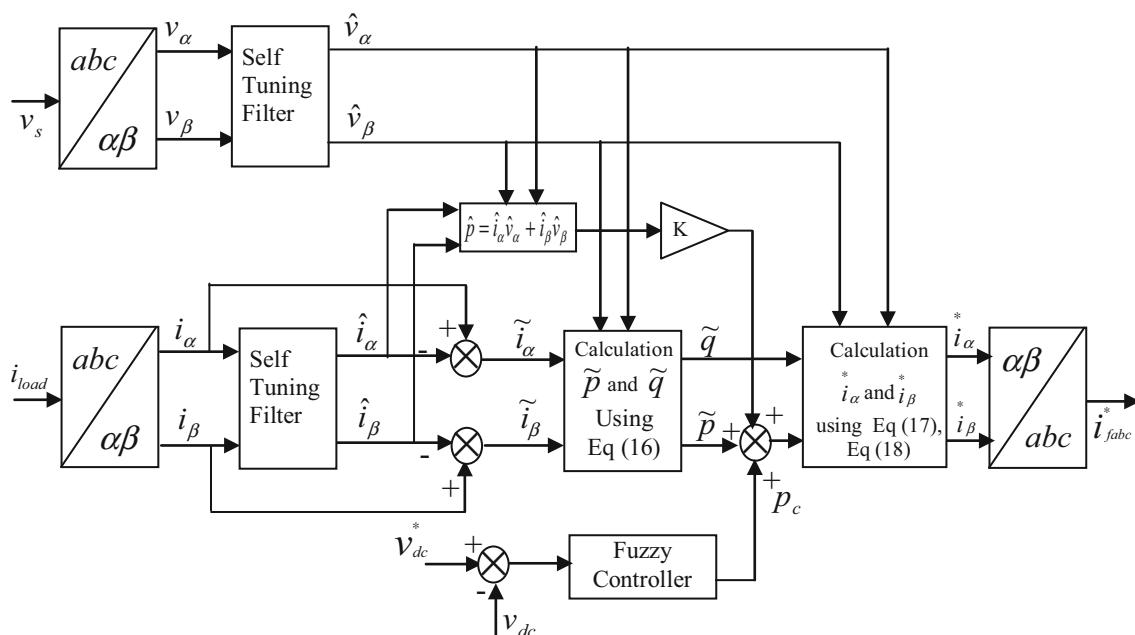 abc
αβ
v_s
v_α
v_β
Self
Tuning
Filter
v̂_α
v̂_β
p̂ = î_α v̂_α + î_β v̂_β
K
i_load
abc
αβ
i_α
i_β
Self
Tuning
Filter
î_α
î_β
+
-
-
+
ĩ_α
ĩ_β
Calculation
p̃ and q̃
Using
Eq (16)
q̃
p̃
+
+
+
p_c
Calculation
i*_α and i*_β
using Eq (17),
Eq (18)
i*_α
i*_β
αβ
abc
i*_fabc
v*_dc
+
-
v_dc
Fuzzy
Controller